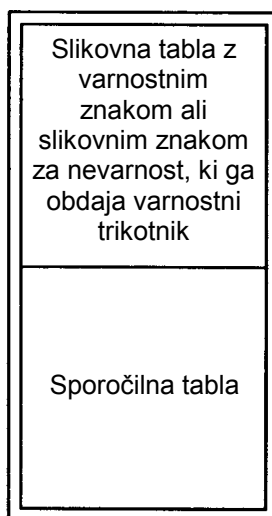 Slikovna tabla z
varnostnim
znakom ali
slikovnim znakom
za nevarnost, ki ga
obdaja varnostni
trikotnik
Sporočilna tabla